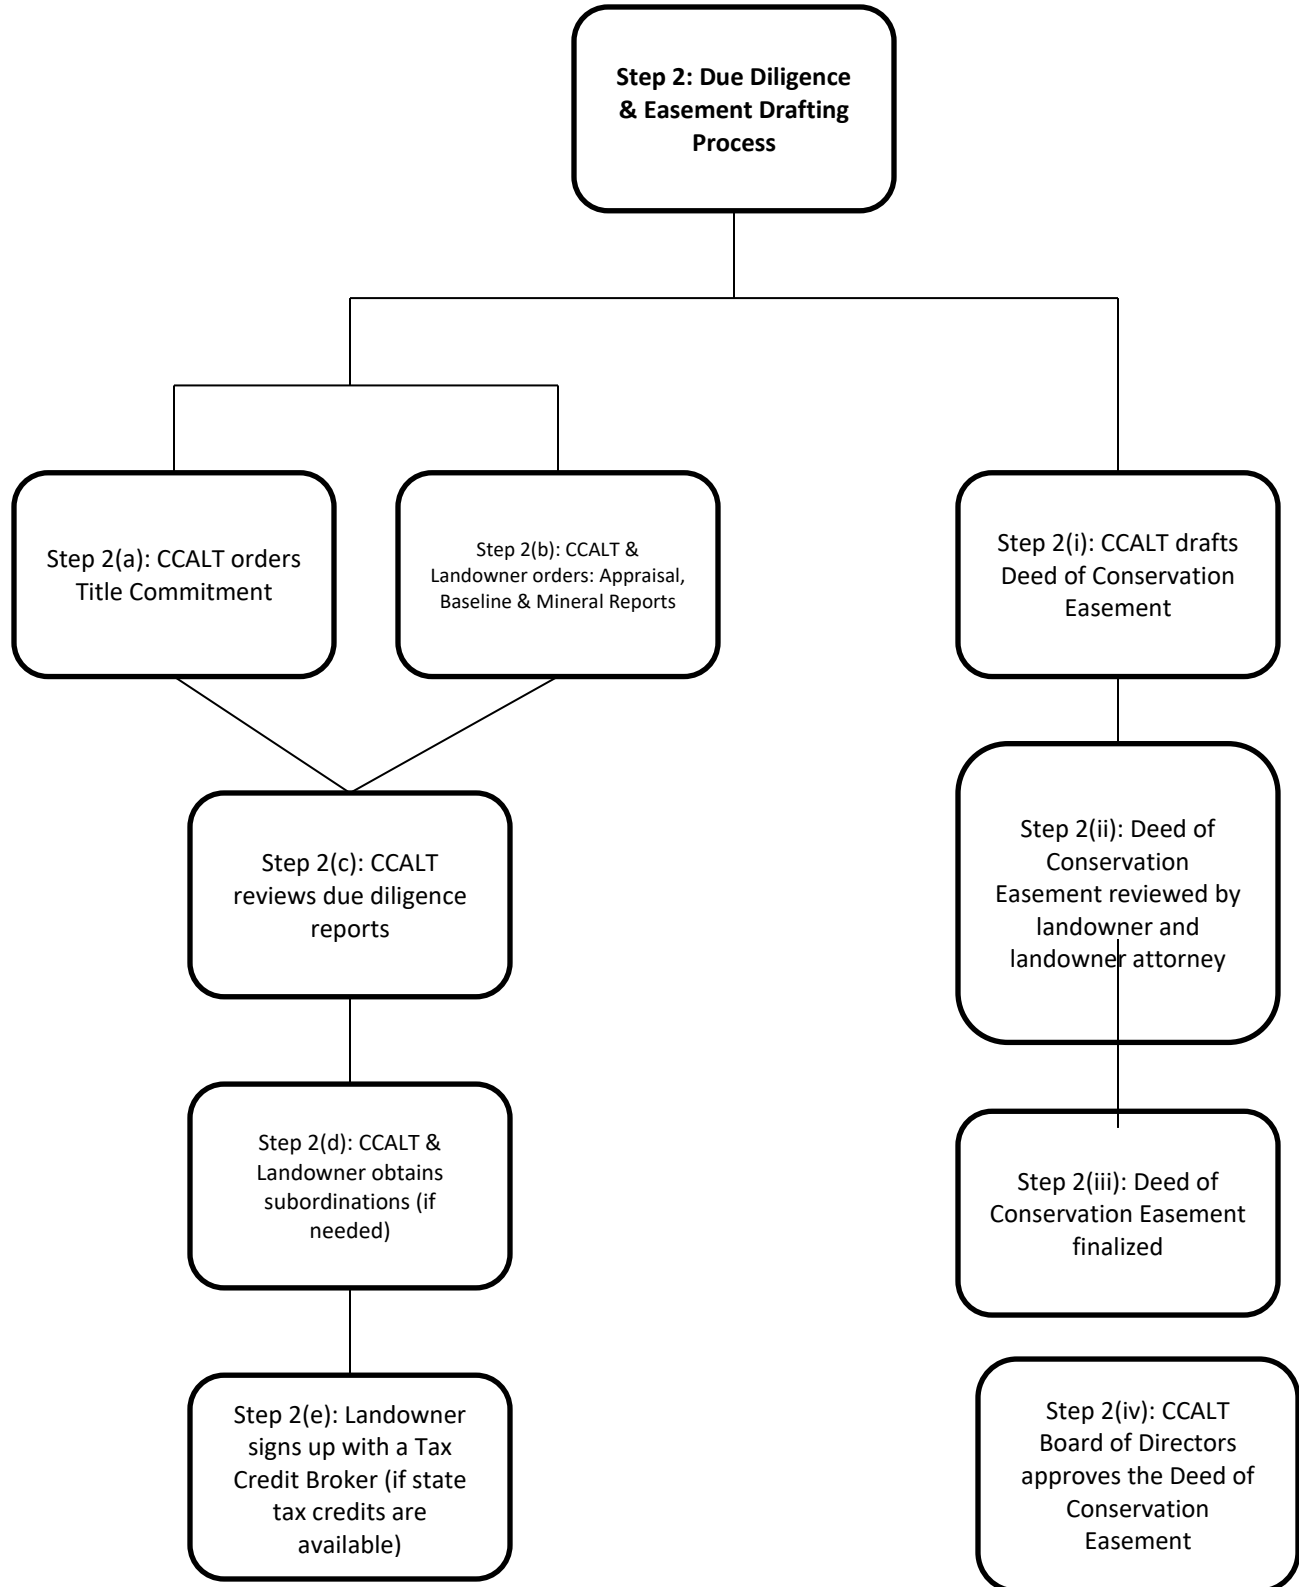 Step 2: Due Diligence
& Easement Drafting
Process
Step 2(a): CCALT orders
Title Commitment
Step 2(b): CCALT &
Landowner orders: Appraisal,
Baseline & Mineral Reports
Step 2(i): CCALT drafts
Deed of Conservation
Easement
Step 2(c): CCALT
reviews due diligence
reports
Step 2(ii): Deed of
Conservation
Easement reviewed by
landowner and
landowner attorney
Step 2(d): CCALT &
Landowner obtains
subordinations (if
needed)
Step 2(iii): Deed of
Conservation Easement
finalized
Step 2(e): Landowner
signs up with a Tax
Credit Broker (if state
tax credits are
available)
Step 2(iv): CCALT
Board of Directors
approves the Deed of
Conservation
Easement